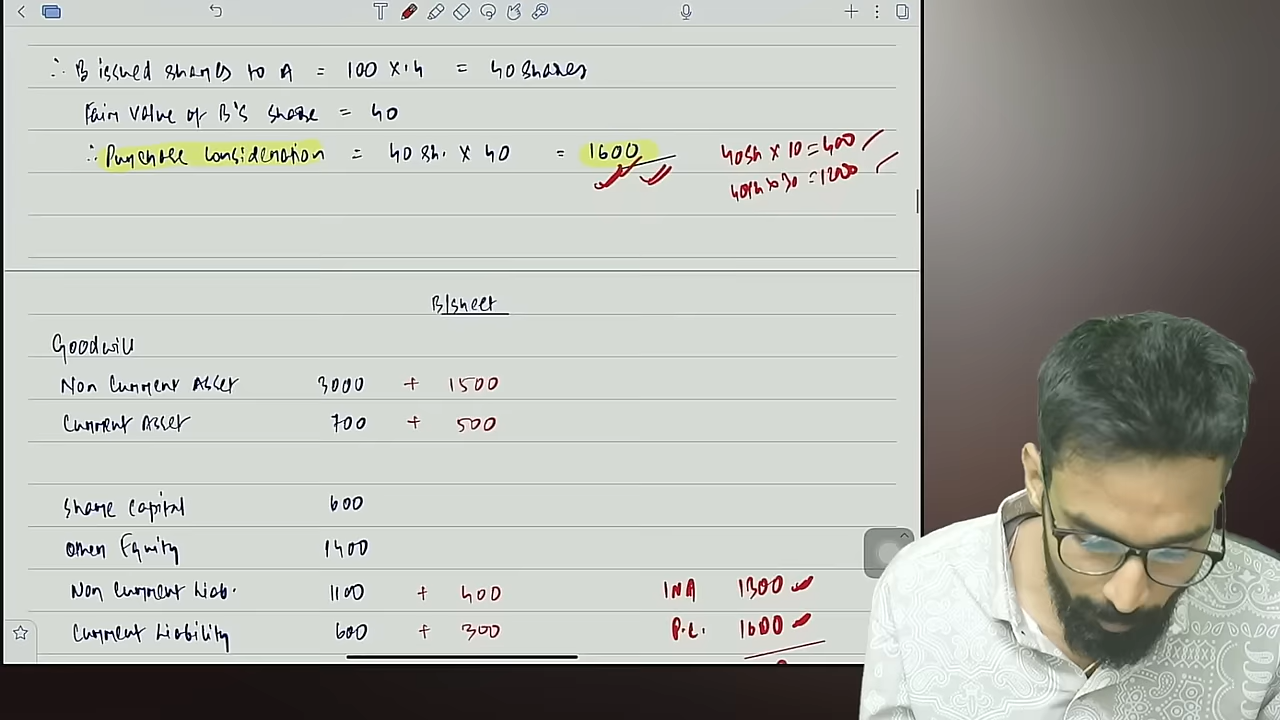 ∴ B issued shares to A = 100 × .4 = 40 shares
Fair value of B's share = 40
∴ Purchase consideration = 40 sh. × 40 = 1600
40sh × 10 = 400
40sh × 30 = 1200
B/sheet
Goodwill
Non Current Asset 3000 + 1500
Current Asset 700 + 500
Share capital 600
Other Equity 1400
Non Current Liab. 1100 + 400
INA 1300
Current Liability 600 + 300
P.C. 1600